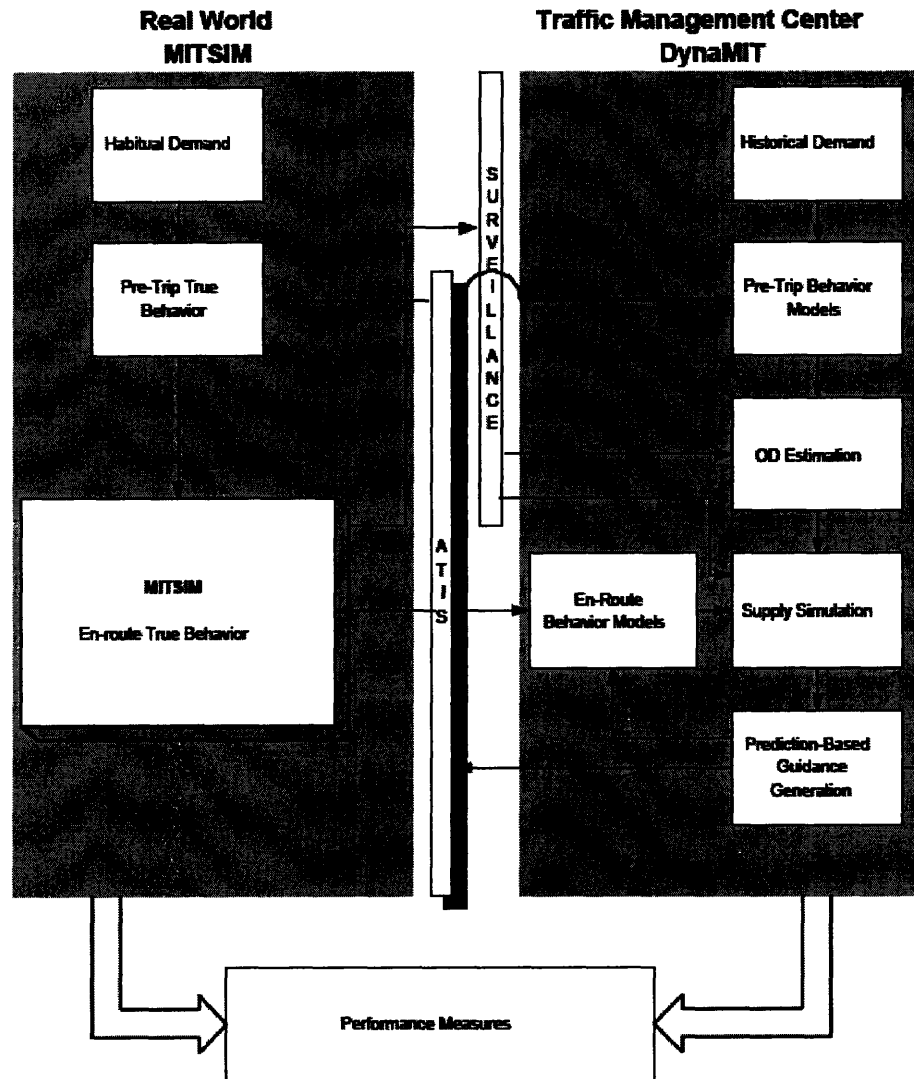 Real World
MITSIM
Traffic Management Center
DynaMIT
Habitual Demand
Pre-Trip True
Behavior
MITSIM
En-route True Behavior
SURVEILLANCE
ATIS
Historical Demand
Pre-Trip Behavior
Models
OD Estimation
En-Route
Behavior Models
Supply Simulation
Prediction-Based
Guidance
Generation
Performance Measures